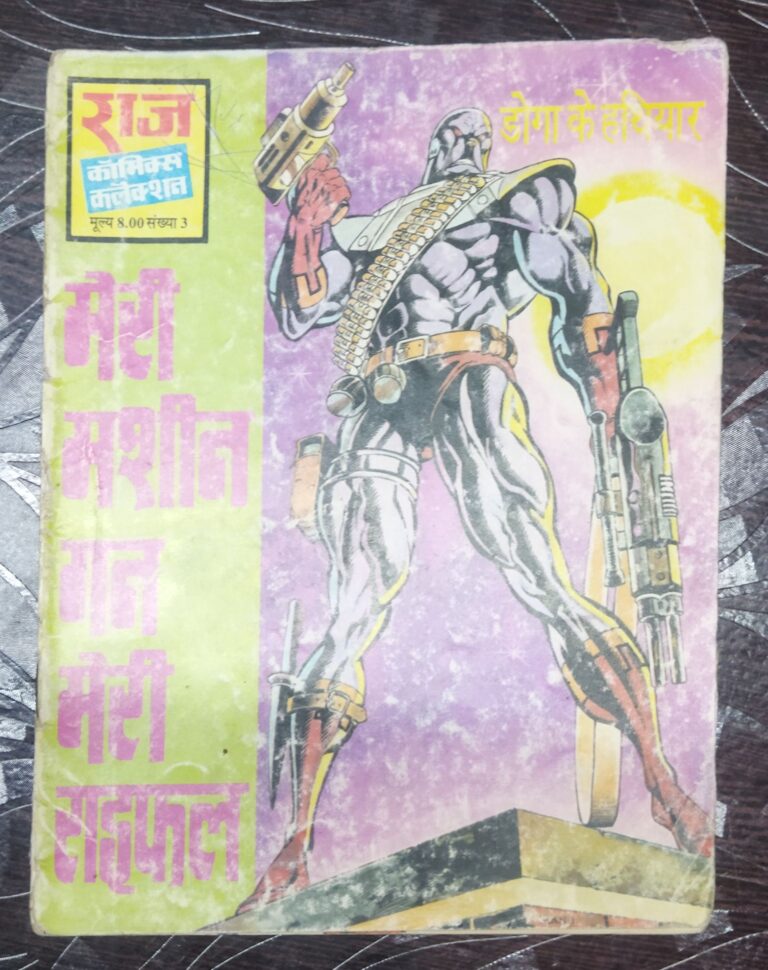 राज
कॉमिक्स
कलैक्शन
मूल्य 8.00 संख्या 3
डोगा के हथियार
मेरी
मशीन
गन
मेरी
राइफल